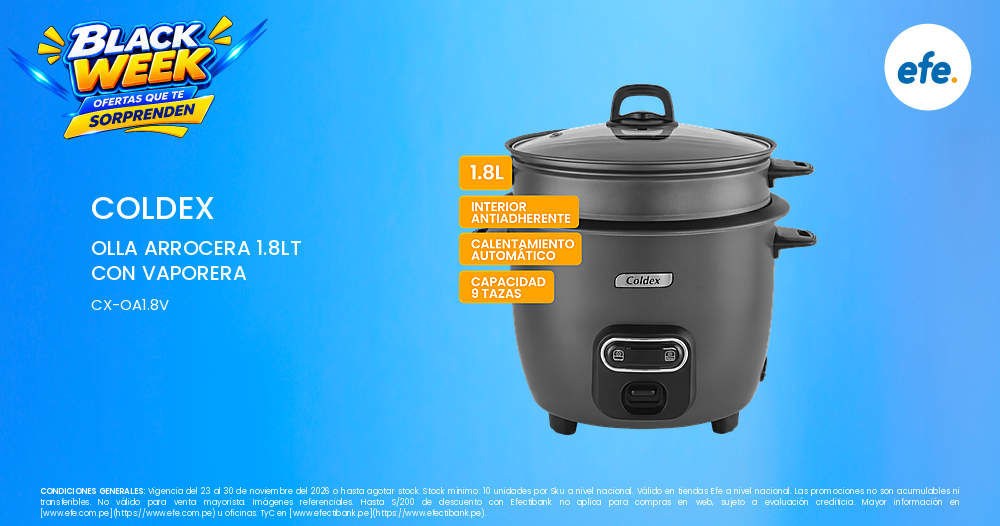 BLACK
WEEK
OFERTAS QUE TE
SORPRENDEN
efe.
COLDEX
OLLA ARROCERA 1.8LT
CON VAPORERA
CX-OA1.8V
1.8L
INTERIOR
ANTIADHERENTE
CALENTAMIENTO
AUTOMÁTICO
CAPACIDAD
9 TAZAS
Coldex
CONDICIONES GENERALES: Vigencia del 23 al 30 de noviembre del 2026 o hasta agotar stock. Stock minimo: 10 unidades por Sku a nivel nacional. Válido en tiendas Efe a nivel nacional. Las promociones no son acumulables ni
transferibles. No válido para venta mayorista. Imágenes referenciales. Hasta S/200 de descuento con Efectibank no aplica para compras en web, sujeto a evaluación crediticia. Mayor información en
[www.efe.com.pe](https://www.efe.com.pe) u oficinas. TyC en [www.efectibank.pe](https://www.efectibank.pe).